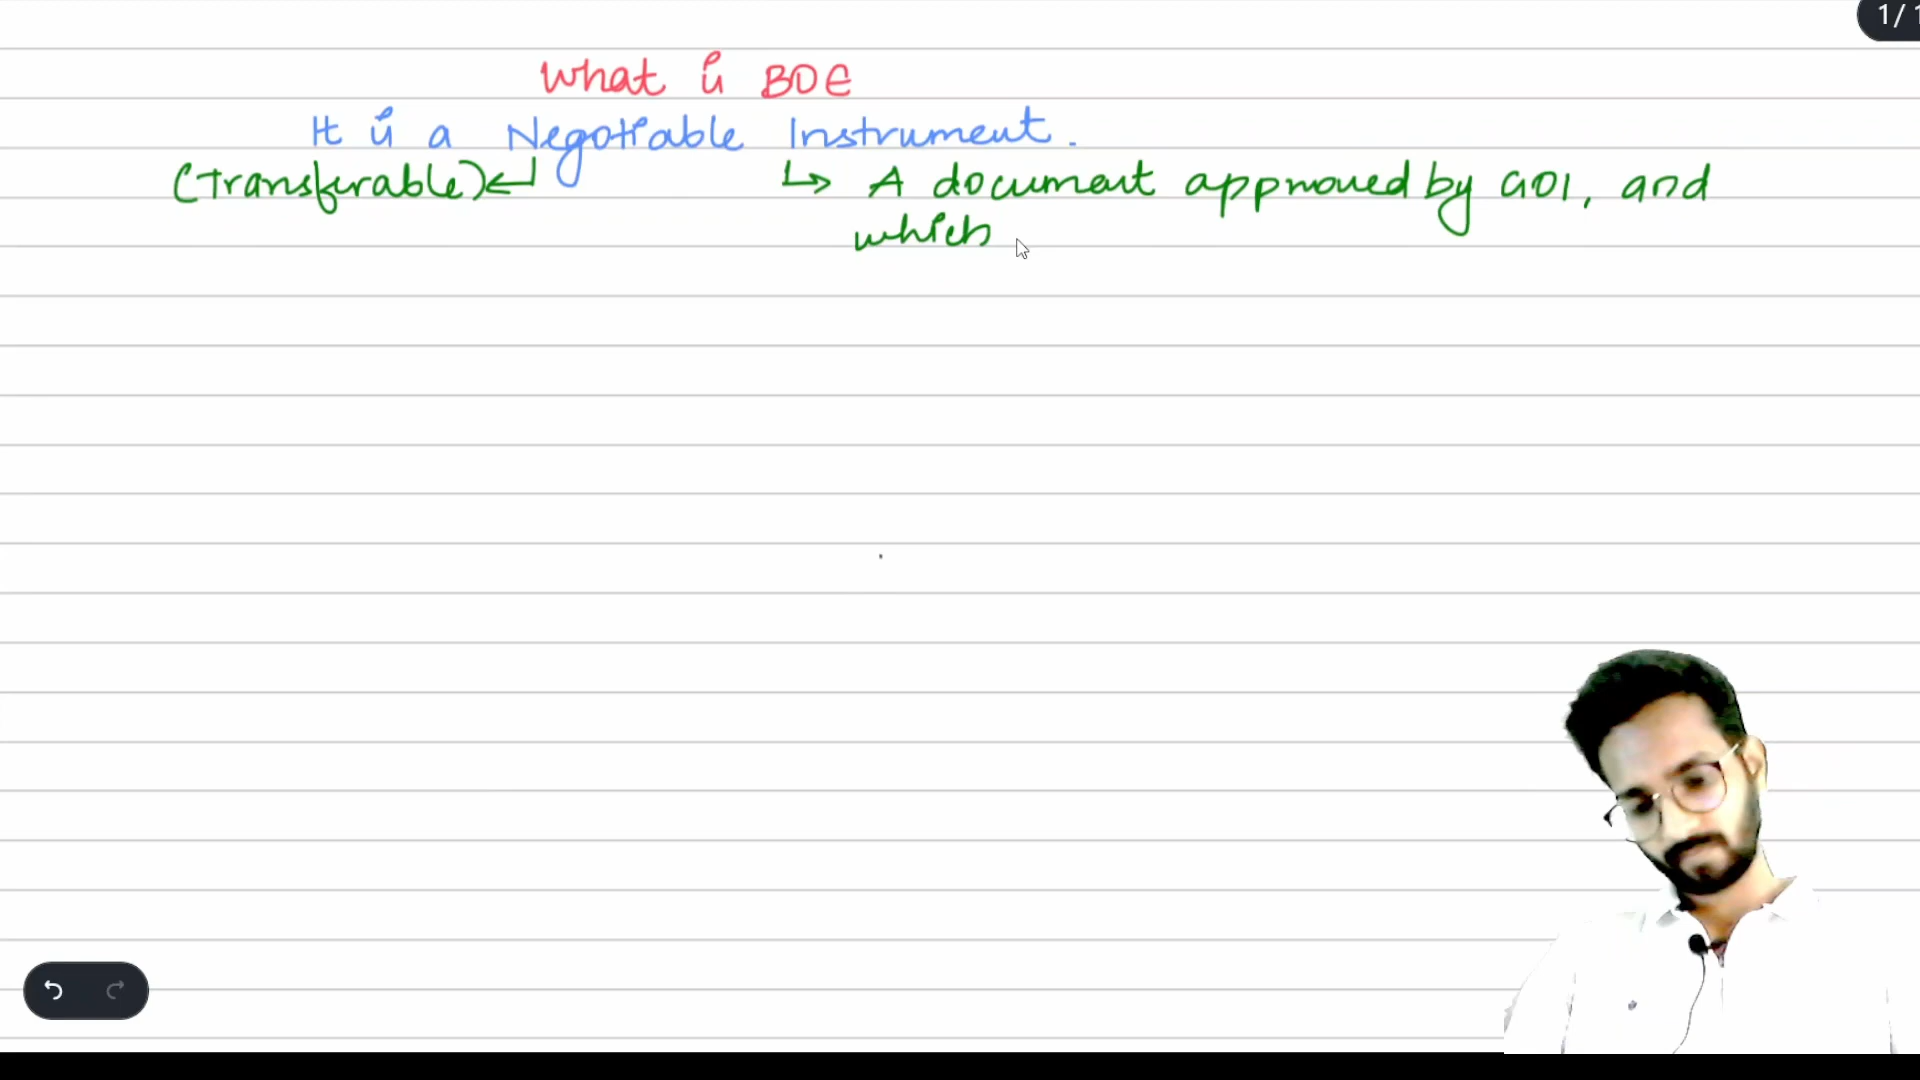 1/1
What is BOE
It is a Negotiable Instrument.
(Transferable) ↵ ↳ A document approved by GOI, and
which